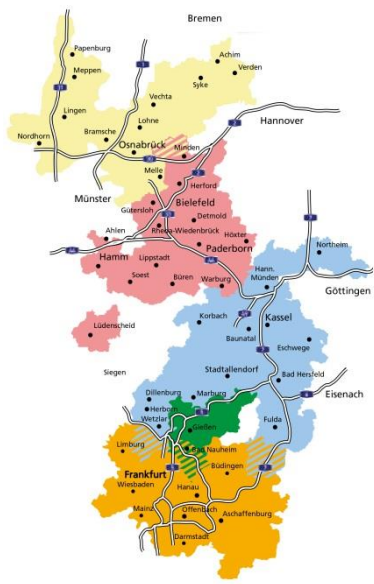 Bremen
Papenburg
Achim
Meppen
Verden
Syke
Lingen
Vechta
Lohne
Hannover
Nordhorn
Bramsche
Osnabrück
Minden
Melle
Herford
Münster
Bielefeld
Gütersloh
Detmold
Rheda-Wiedenbrück
Höxter
Ahlen
Paderborn
Northeim
Hamm
Lippstadt
Soest
Büren
Warburg
Hann.
Münden
Göttingen
Korbach
Kassel
Lüdenscheid
Baunatal
Eschwege
Siegen
Stadtallendorf
Bad Hersfeld
Dillenburg
Marburg
Eisenach
Herborn
Wetzlar
Gießen
Fulda
Limburg
Bad Nauheim
Frankfurt
Büdingen
Wiesbaden
Hanau
Mainz
Offenbach
Aschaffenburg
Darmstadt